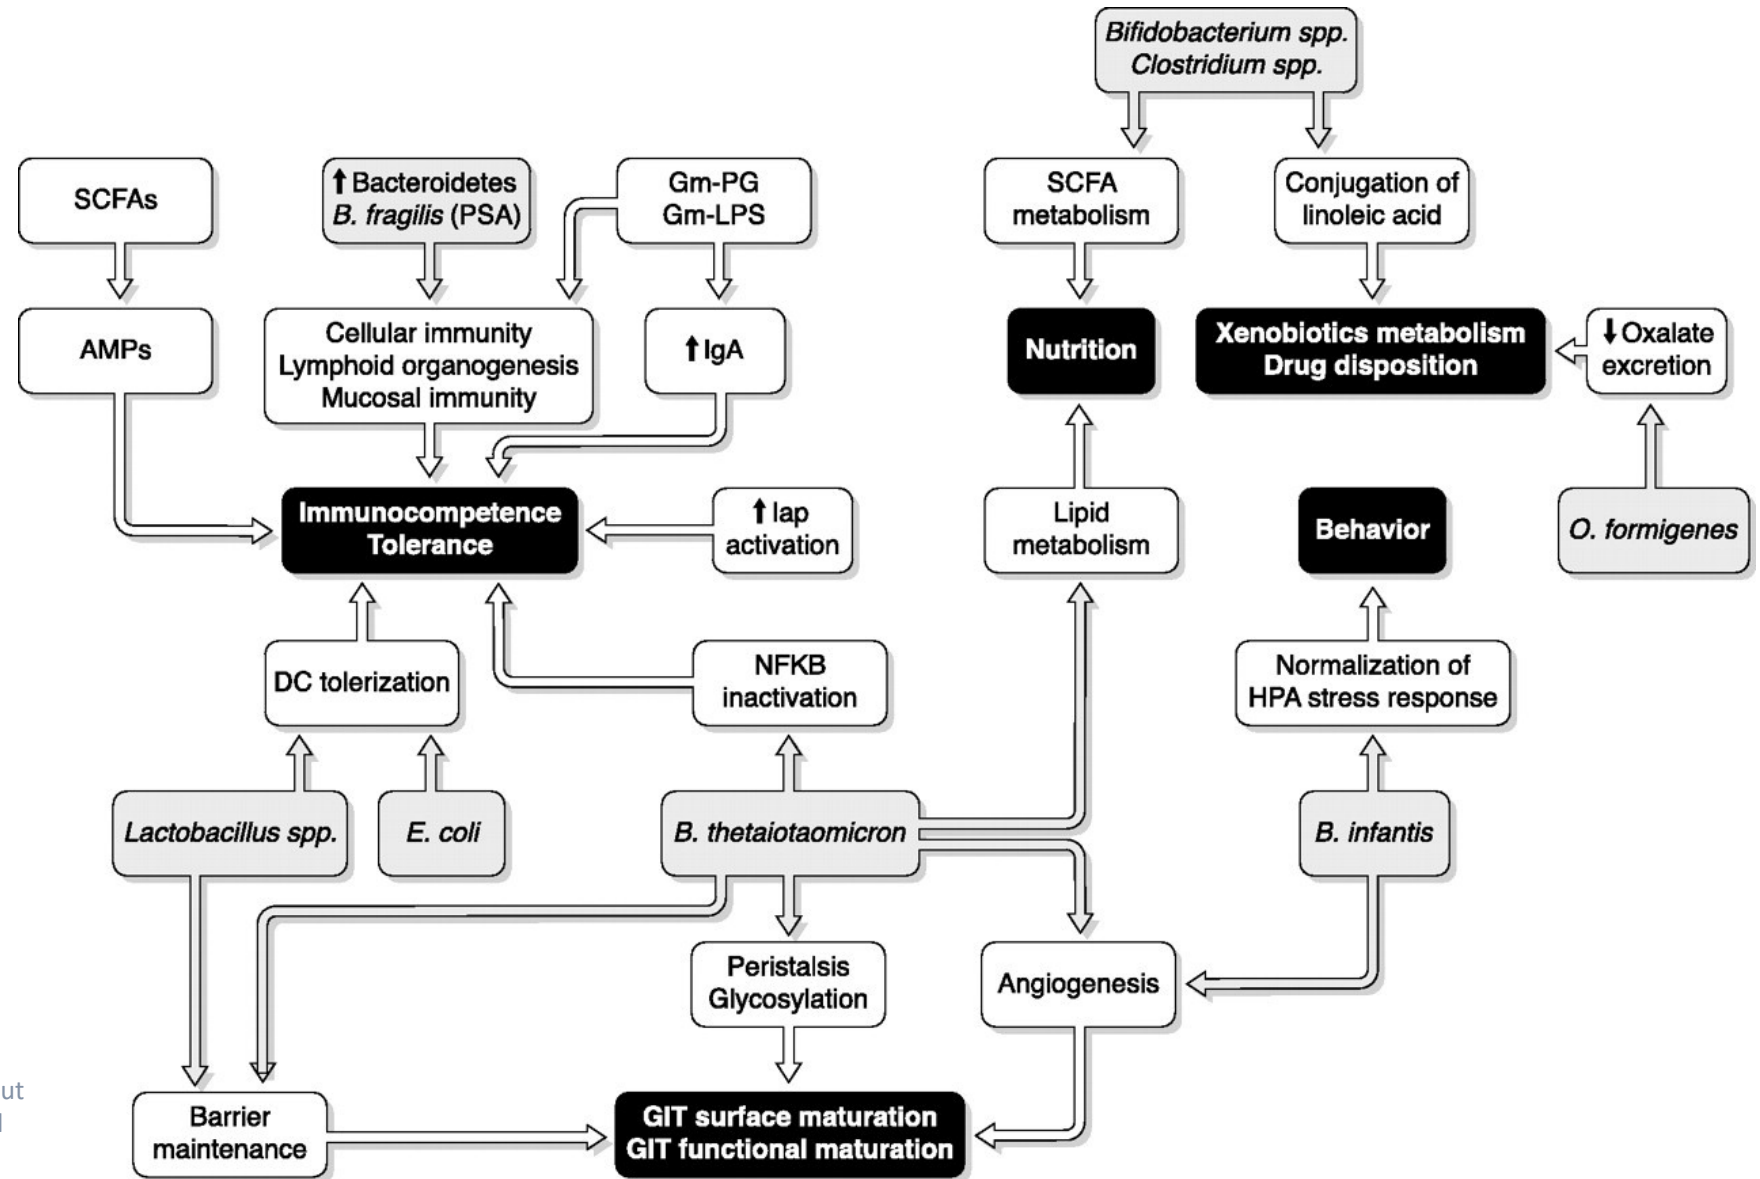 Bifidobacterium spp.
Clostridium spp.
SCFAs
↑ Bacteroidetes
B. fragilis (PSA)
Gm-PG
Gm-LPS
SCFA
metabolism
Conjugation of
linoleic acid
AMPs
Cellular immunity
Lymphoid organogenesis
Mucosal immunity
↑ IgA
Nutrition
Xenobiotics metabolism
Drug disposition
↓ Oxalate
excretion
Immunocompetence
Tolerance
↑ Iap
activation
Lipid
metabolism
Behavior
O. formigenes
DC tolerization
NFKB
inactivation
Normalization of
HPA stress response
Lactobacillus spp.
E. coli
B. thetaiotaomicron
B. infantis
Peristalsis
Glycosylation
Angiogenesis
Barrier
maintenance
GIT surface maturation
GIT functional maturation